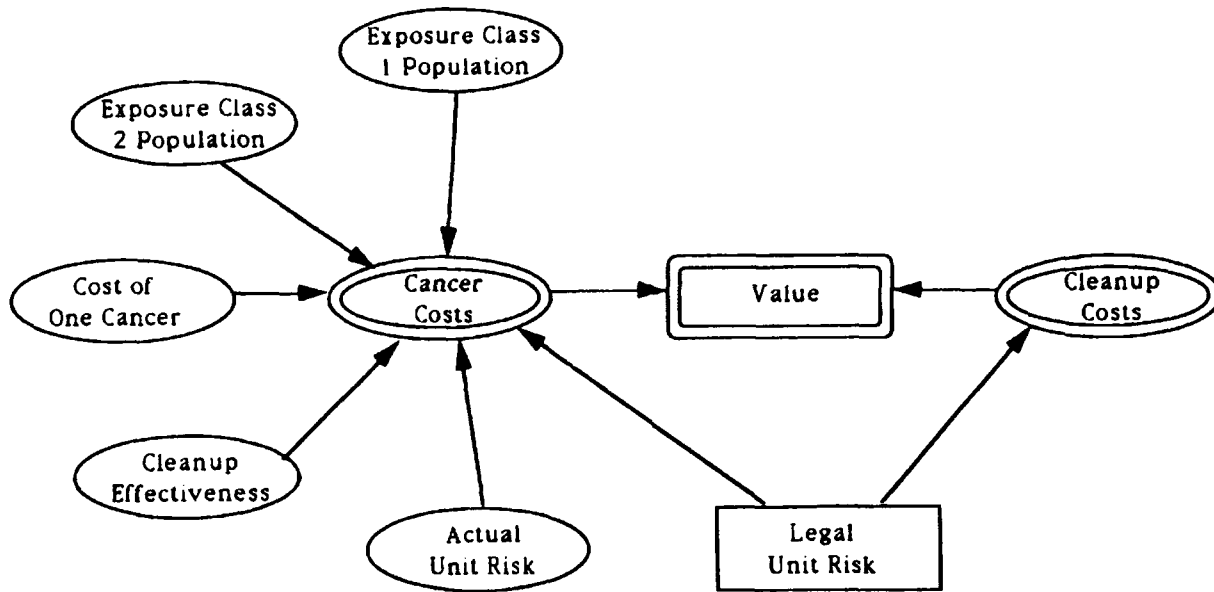 Exposure Class
1 Population
Exposure Class
2 Population
Cost of
One Cancer
Cancer
Costs
Value
Cleanup
Costs
Cleanup
Effectiveness
Actual
Unit Risk
Legal
Unit Risk